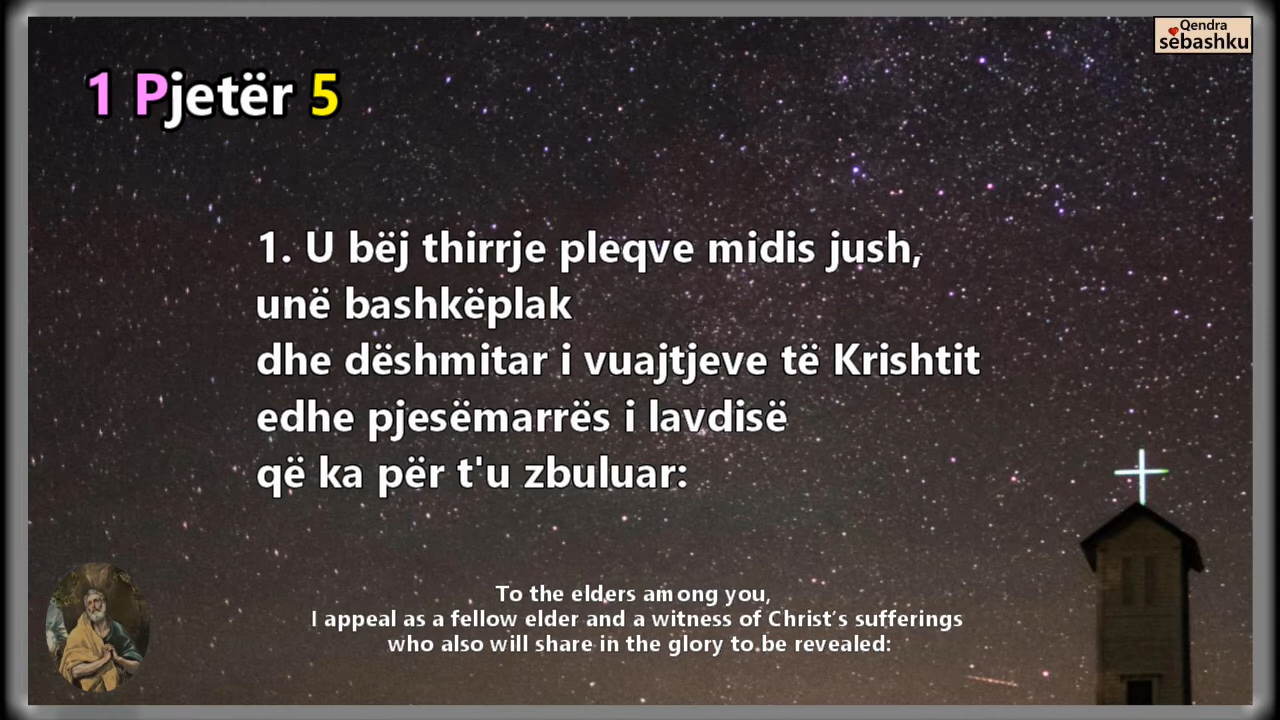 Qendra
sëbashku
1 Pjetër 5
1. U bëj thirrje pleqve midis jush,
unë bashkëplak
dhe dëshmitar i vuajtjeve të Krishtit
edhe pjesëmarrës i lavdisë
që ka për t'u zbuluar:
To the elders among you,
I appeal as a fellow elder and a witness of Christ's sufferings
who also will share in the glory to be revealed: